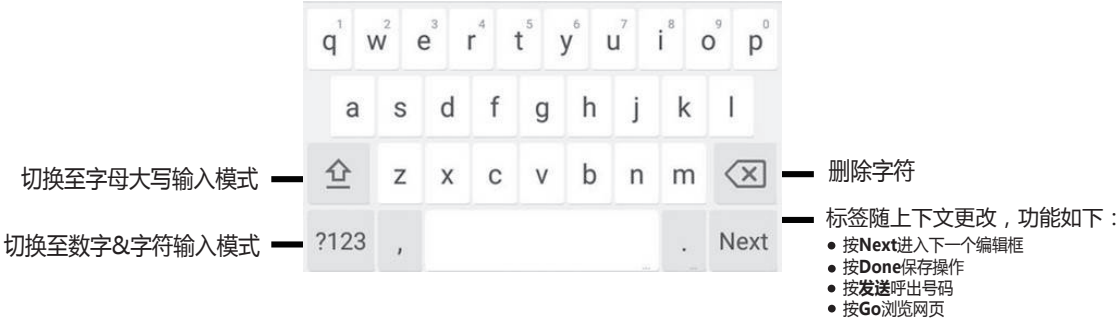 1 2 3 4 5 6 7 8 9 0
q w e r t y u i o p
a s d f g h j k l
切换至字母大写输入模式 z x c v b n m 删除字符
标签随上下文更改，功能如下：
切换至数字&字符输入模式 ?123 , . Next
● 按Next进入下一个编辑框
● 按Done保存操作
● 按发送呼出号码
● 按Go浏览网页